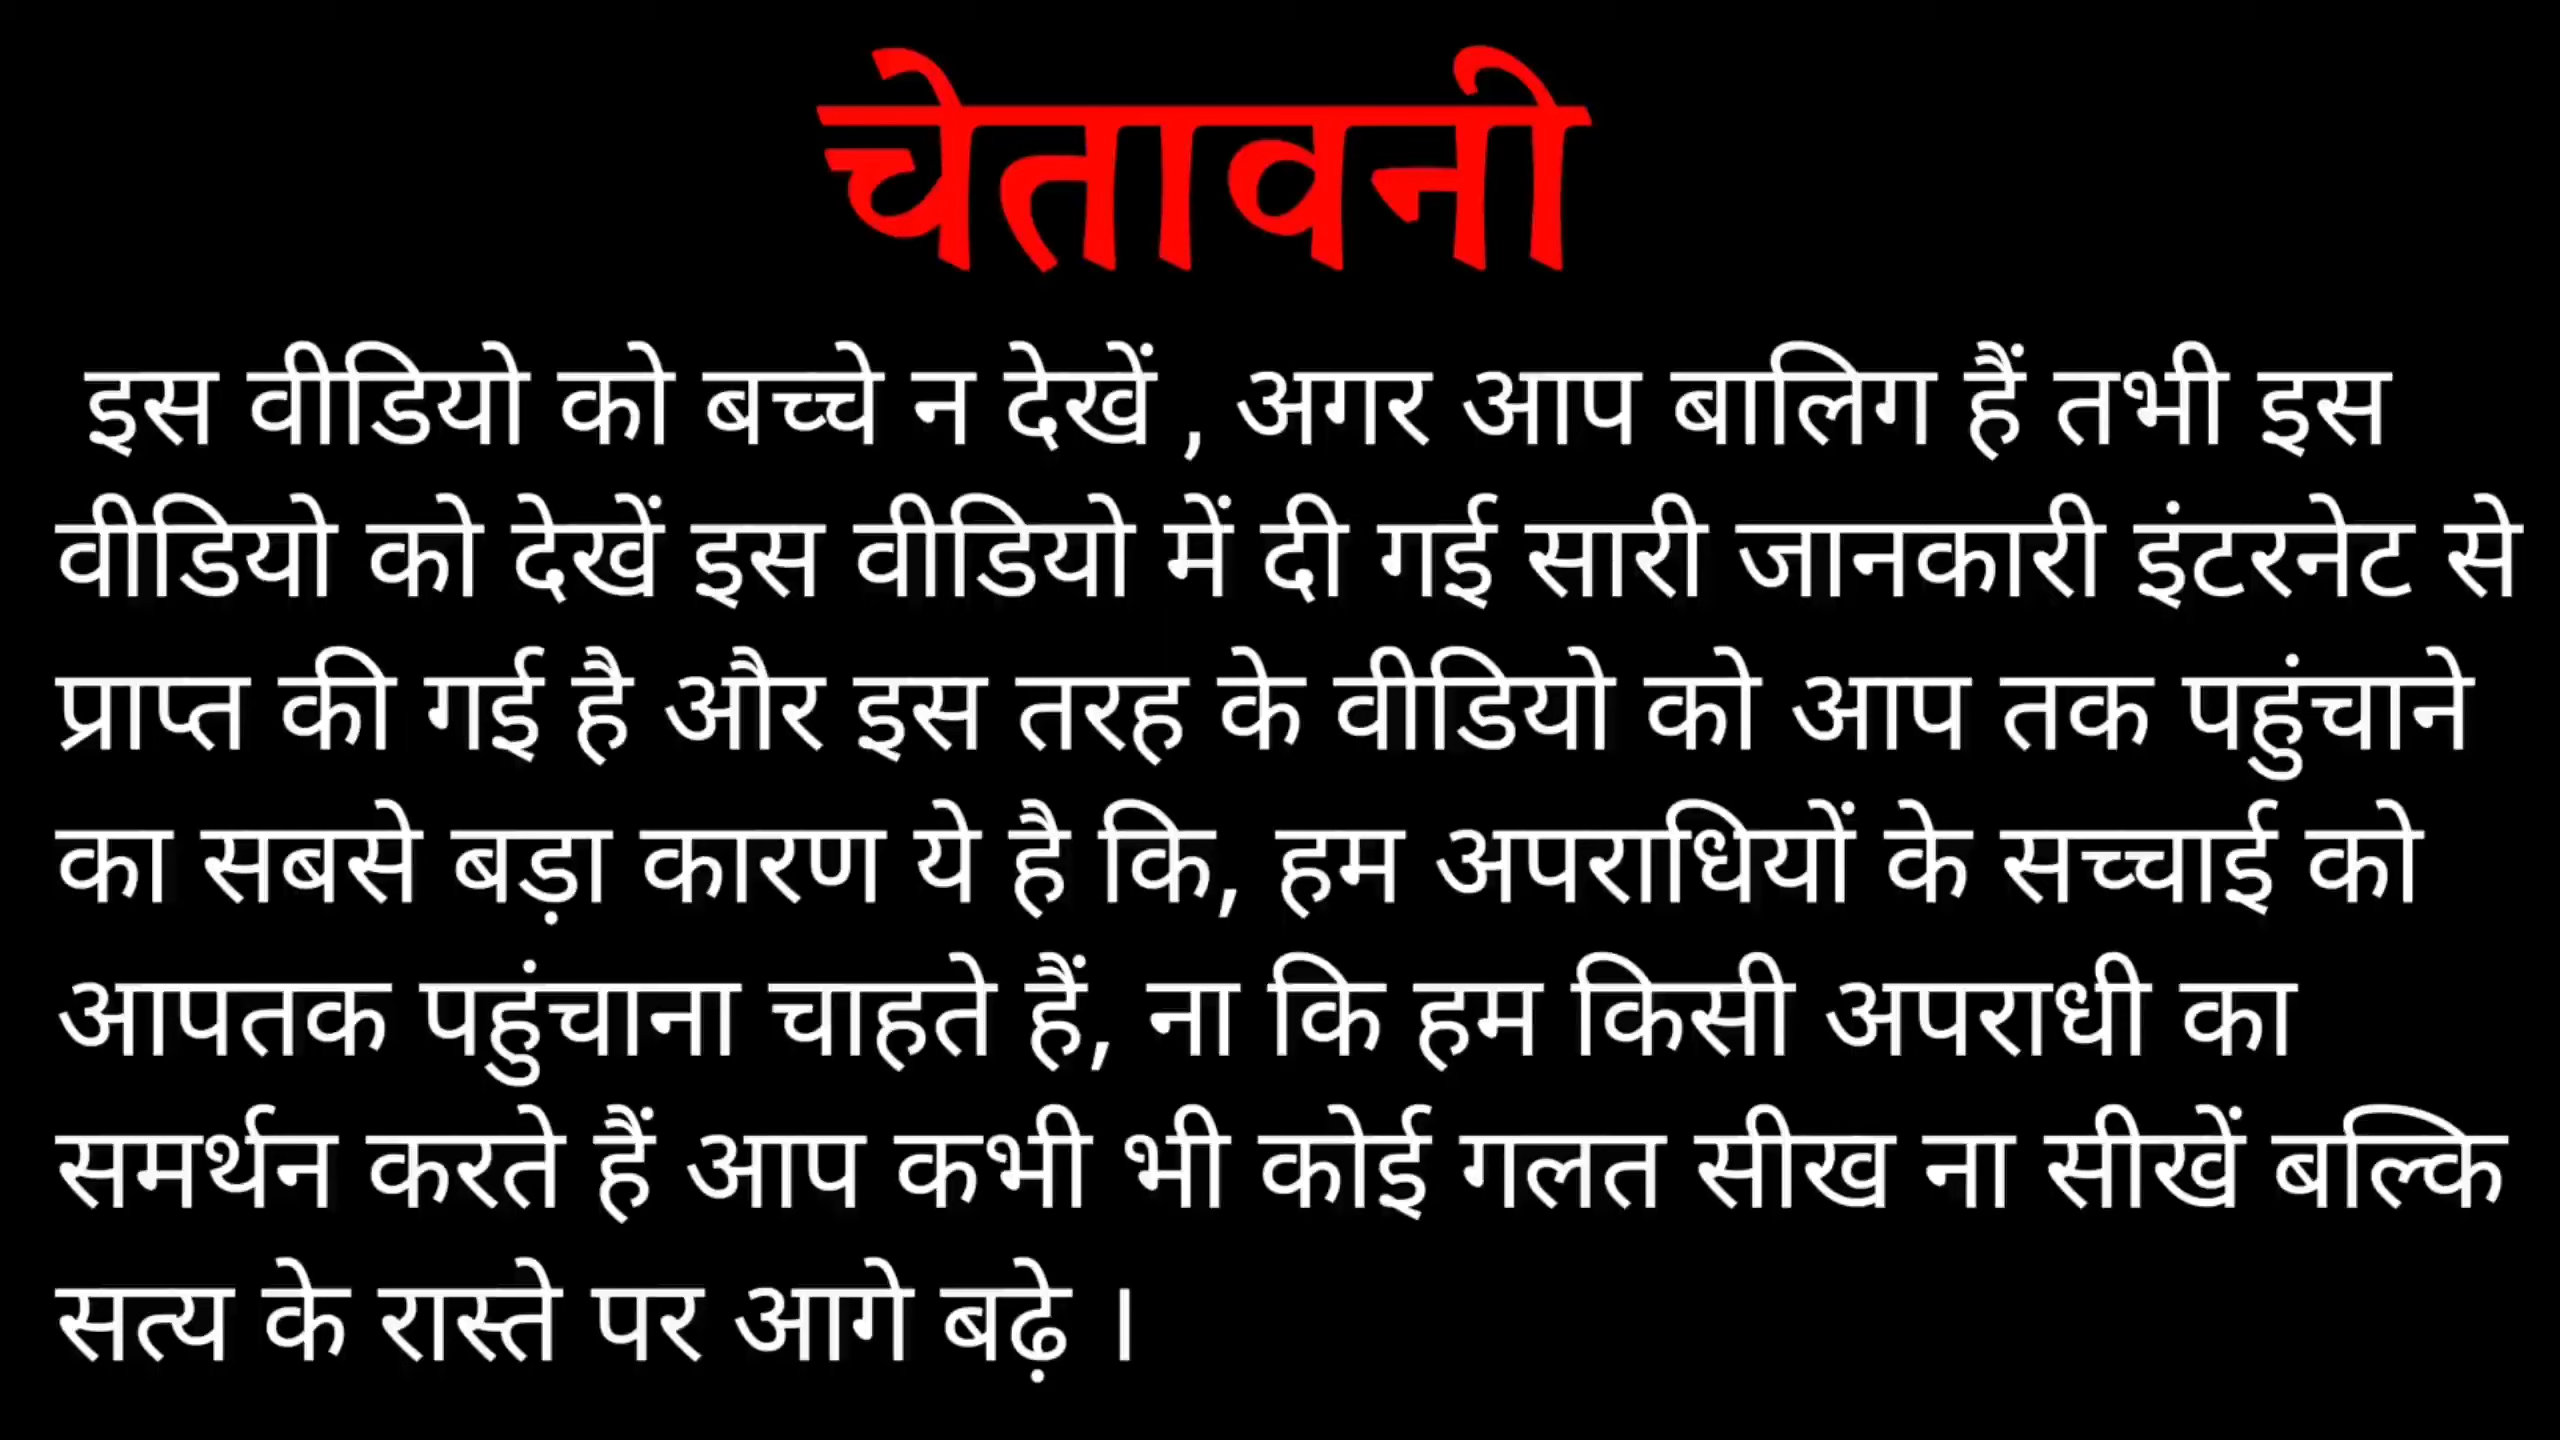 चेतावनी
इस वीडियो को बच्चे न देखें , अगर आप बालिग हैं तभी इस
वीडियो को देखें इस वीडियो में दी गई सारी जानकारी इंटरनेट से
प्राप्त की गई है और इस तरह के वीडियो को आप तक पहुंचाने
का सबसे बड़ा कारण ये है कि, हम अपराधियों के सच्चाई को
आपतक पहुंचाना चाहते हैं, ना कि हम किसी अपराधी का
समर्थन करते हैं आप कभी भी कोई गलत सीख ना सीखें बल्कि
सत्य के रास्ते पर आगे बढ़े ।